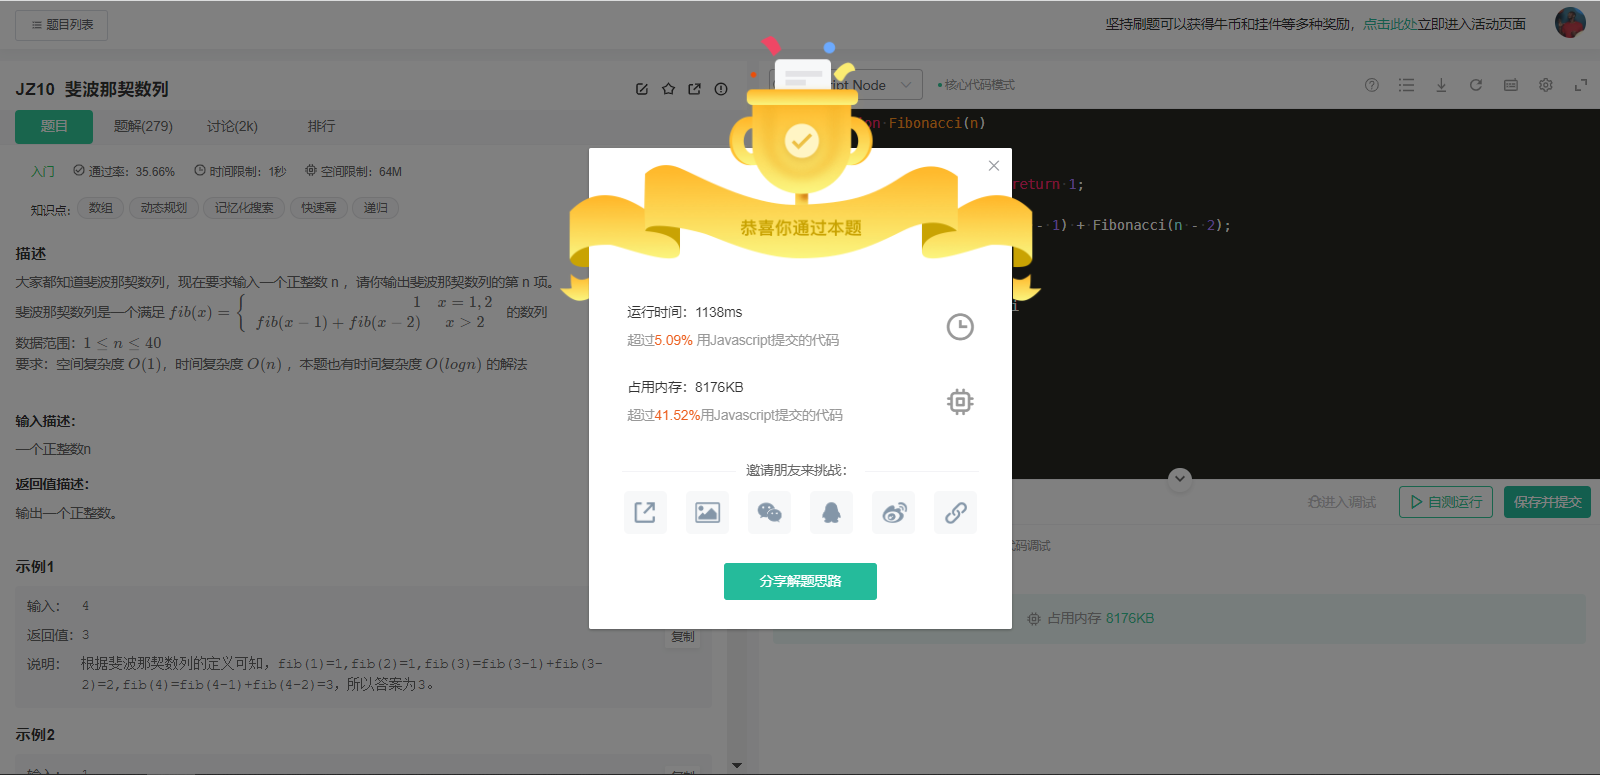 题目列表
坚持刷题可以获得牛币和挂件等多种奖励，点击此处立即进入活动页面
JZ10 斐波那契数列
题目
题解(279)
讨论(2k)
排行
入门
通过率：35.66%
时间限制：1秒
空间限制：64M
知识点：
数组
动态规划
记忆化搜索
快速幂
递归
描述
大家都知道斐波那契数列，现在要求输入一个正整数 n ，请你输出斐波那契数列的第 n 项。
斐波那契数列是一个满足 fib(x) = { 1 x = 1, 2
fib(x − 1) + fib(x − 2) x > 2 的数列
数据范围：1 ≤ n ≤ 40
要求：空间复杂度 O(1)，时间复杂度 O(n) ，本题也有时间复杂度 O(logn) 的解法
输入描述：
一个正整数n
返回值描述：
输出一个正整数。
示例1
输入： 4
返回值：3
复制
说明： 根据斐波那契数列的定义可知，fib(1)=1,fib(2)=1,fib(3)=fib(3-1)+fib(3-
2)=2,fib(4)=fib(4-1)+fib(4-2)=3，所以答案为3。
示例2
ipt Node
核心代码模式
on Fibonacci(n)
return 1;
- 1) + Fibonacci(n - 2);
i
恭喜你通过本题
运行时间：1138ms
超过5.09% 用Javascript提交的代码
占用内存：8176KB
超过41.52%用Javascript提交的代码
邀请朋友来挑战：
分享解题思路
进入调试
自测运行
保存并提交
代码调试
占用内存 8176KB